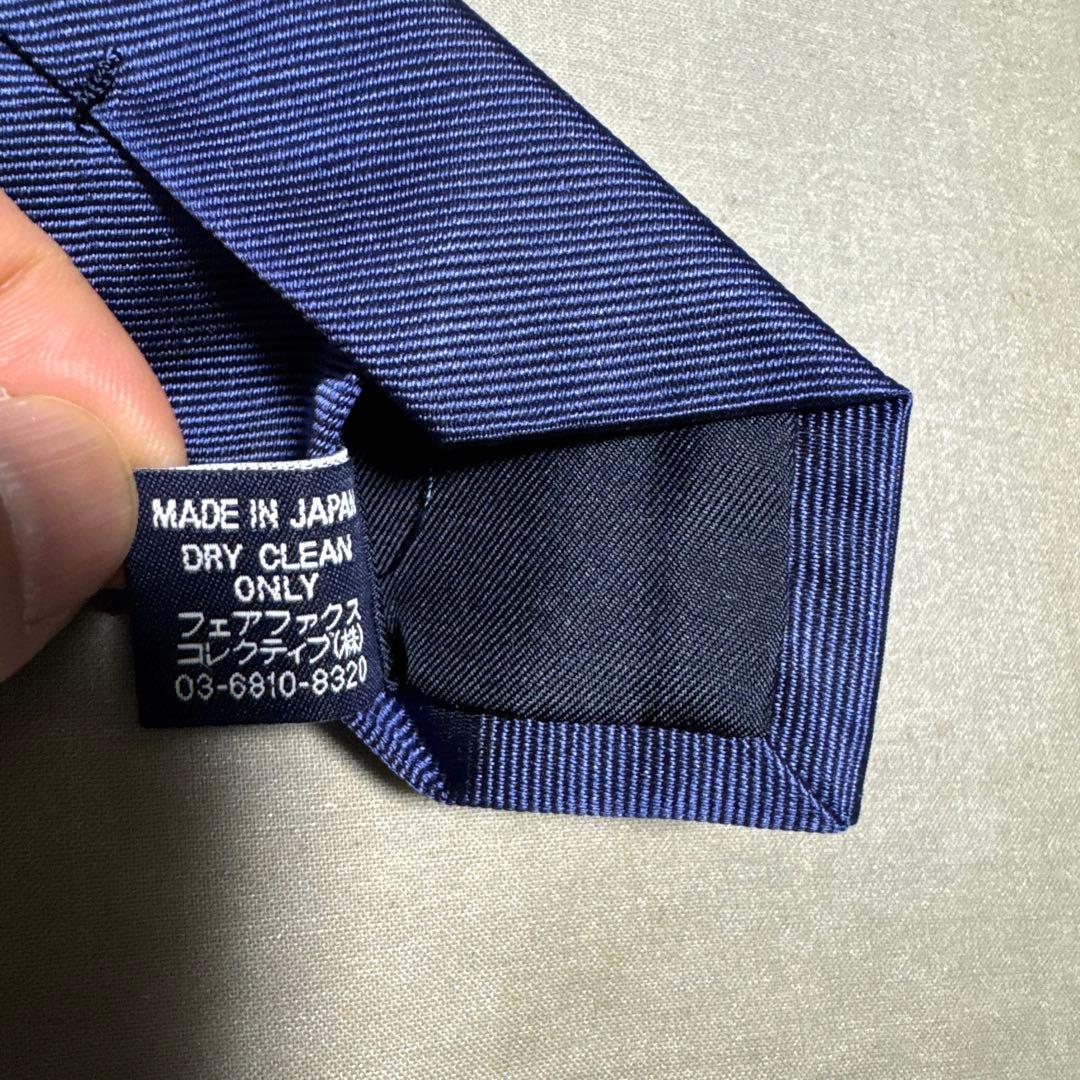 MADE IN JAPAN
DRY CLEAN
ONLY
フェアファクス
コレクティブ(株)
03-6810-8320